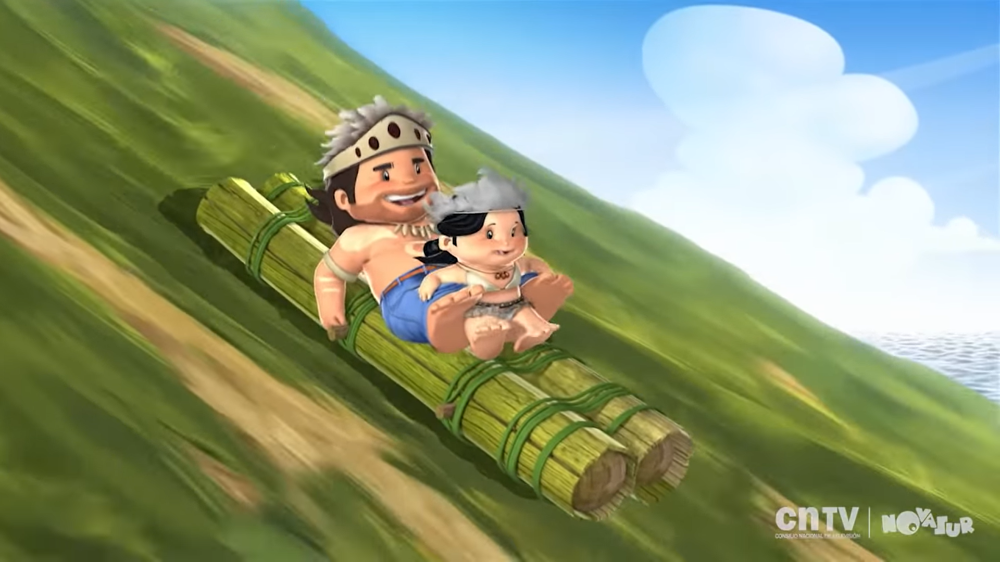 CNTV
CONSEJO NACIONAL DE TELEVISIÓN
NOVASUR